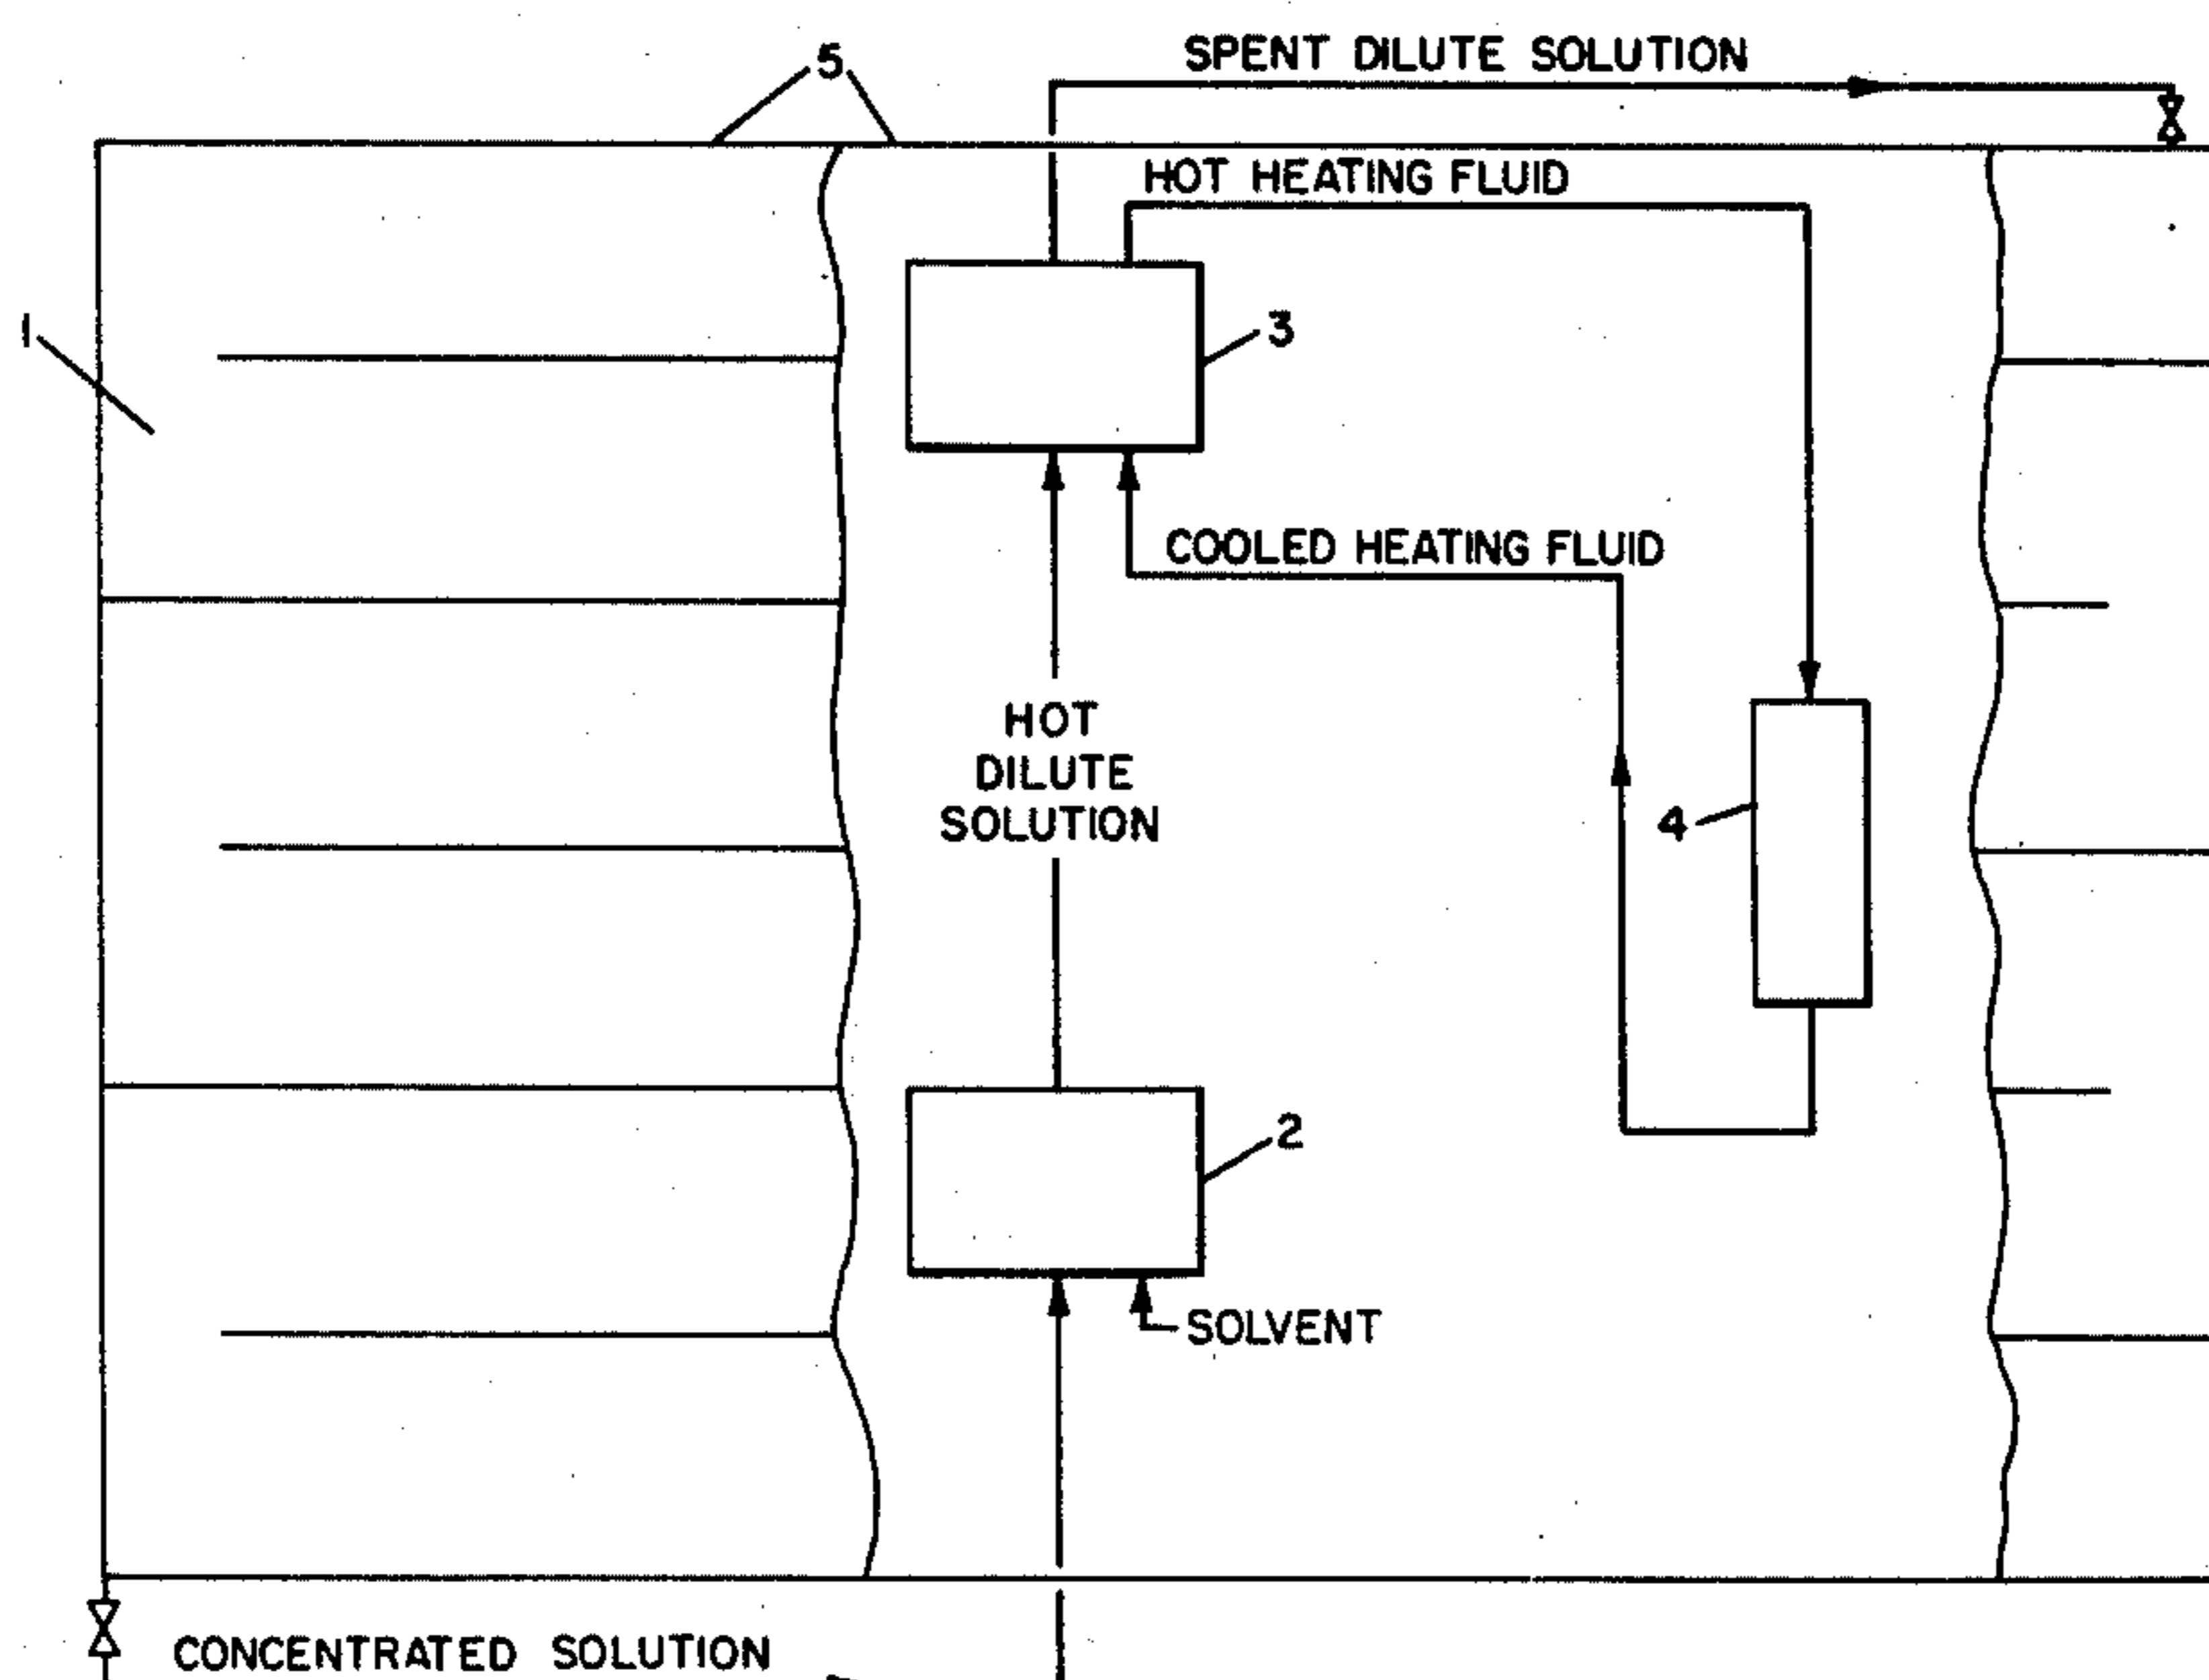 5
SPENT DILUTE SOLUTION
HOT HEATING FLUID
1
3
COOLED HEATING FLUID
HOT
DILUTE
SOLUTION
4
2
SOLVENT
CONCENTRATED SOLUTION